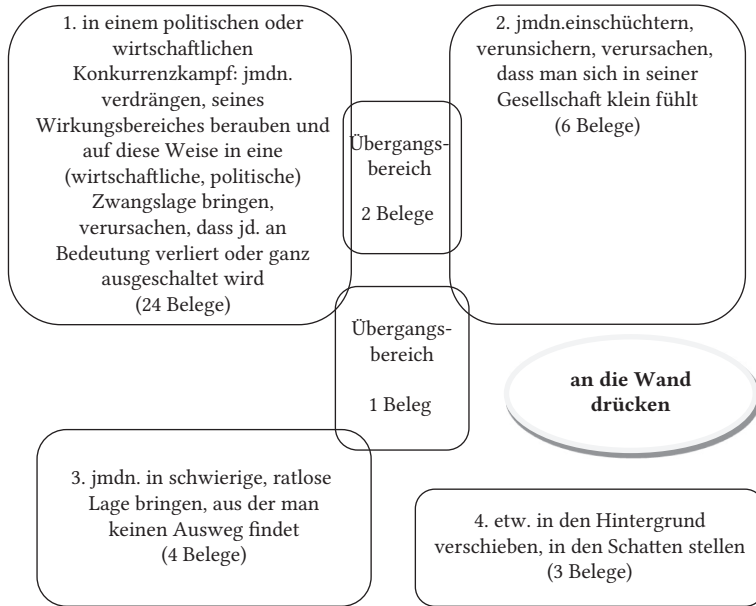 1. in einem politischen oder
wirtschaftlichen
Konkurrenzkampf: jmdn.
verdrängen, seines
Wirkungsbereiches berauben und
auf diese Weise in eine
(wirtschaftliche, politische)
Zwangslage bringen,
verursachen, dass jd. an
Bedeutung verliert oder ganz
ausgeschaltet wird
(24 Belege)
2. jmdn.einschüchtern,
verunsichern, verursachen,
dass man sich in seiner
Gesellschaft klein fühlt
(6 Belege)
Übergangs-
bereich
2 Belege
Übergangs-
bereich
1 Beleg
an die Wand
drücken
3. jmdn. in schwierige, ratlose
Lage bringen, aus der man
keinen Ausweg findet
(4 Belege)
4. etw. in den Hintergrund
verschieben, in den Schatten stellen
(3 Belege)